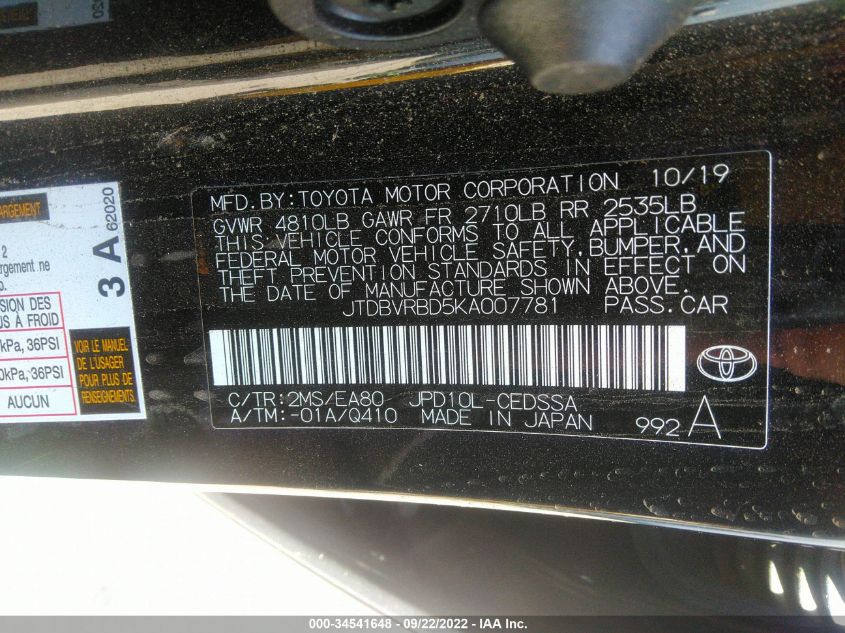 MFD.BY:TOYOTA MOTOR CORPORATION 10/19
GVWR 4810LB GAWR FR 2710LB RR 2535LB
THIS VEHICLE CONFORMS TO ALL APPLICABLE
FEDERAL MOTOR VEHICLE SAFETY,BUMPER,AND
THEFT PREVENTION STANDARDS IN EFFECT ON
THE DATE OF MANUFACTURE SHOWN ABOVE.
JTDBVRBD5KA007781 PASS.CAR
C/TR:2MS/EA80 JPD10L-CEDSSA
A/TM:-01A/Q410 MADE IN JAPAN 992 A
ARGEMENT
2
argement .ne
3 A 62020
SION DES
US À FROID
kPa, 36PSI
0kPa, 36PSI
AUCUN
VOIR LE MANUEL
DE L'USAGER
POUR PLUS DE
RENSEIGNEMENTS
000-34541648 - 09/22/2022 - IAA Inc.